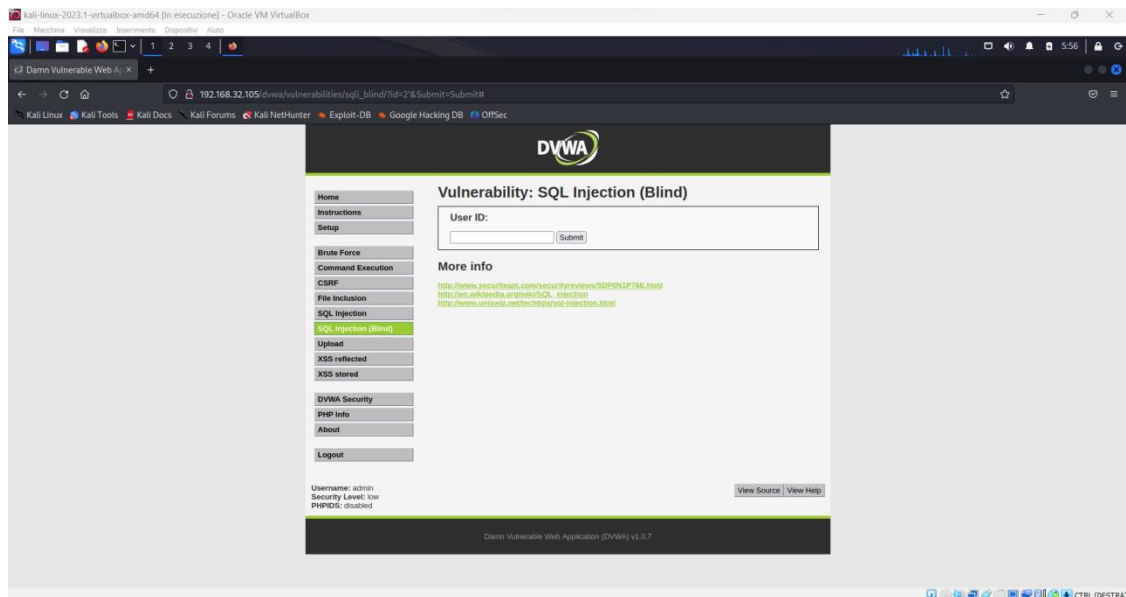 kali-linux-2023.1-virtualbox-amd64 [In esecuzione] - Oracle VM VirtualBox
File Macchina Visualizza Inserimento Dispositivi Aiuto
1 2 3 4 5:56
Damn Vulnerable Web Ap
192.168.32.105/dvwa/vulnerabilities/sqli_blind/?id=2'&Submit=Submit#
Kali Linux Kali Tools Kali Docs Kali Forums Kali NetHunter Exploit-DB Google Hacking DB OffSec
DVWA
Home
Instructions
Setup
Brute Force
Command Execution
CSRF
File Inclusion
SQL Injection
SQL Injection (Blind)
Upload
XSS reflected
XSS stored
DVWA Security
PHP Info
About
Logout
Vulnerability: SQL Injection (Blind)
User ID:
Submit
More info
http://www.securiteam.com/securityreviews/5DP0N1P76E.html
http://en.wikipedia.org/wiki/SQL_injection
http://www.unixwiz.net/techtips/sql-injection.html
Username: admin
Security Level: low
PHPIDS: disabled
View Source View Help
Damn Vulnerable Web Application (DVWA) v1.0.7
CTRL (DESTRA)